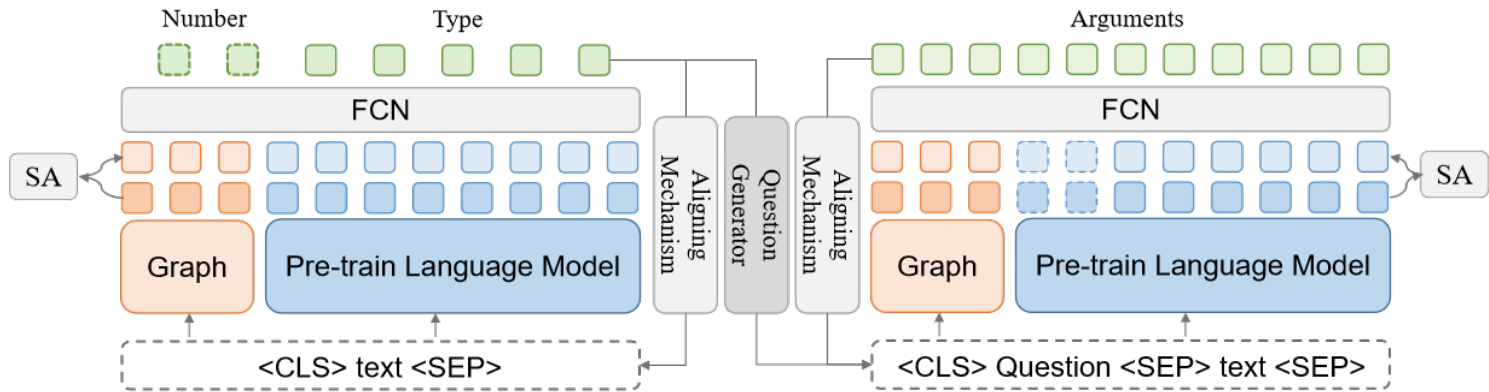 Number
Type
Arguments
FCN
FCN
SA
SA
Aligning
Mechanism
Question
Generator
Aligning
Mechanism
Graph
Pre-train Language Model
Graph
Pre-train Language Model
<CLS> text <SEP>
<CLS> Question <SEP> text <SEP>